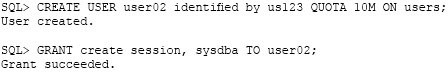 SQL> CREATE USER user02 identified by us123 QUOTA 10M ON users;
User created.
SQL> GRANT create session, sysdba TO user02;
Grant succeeded.